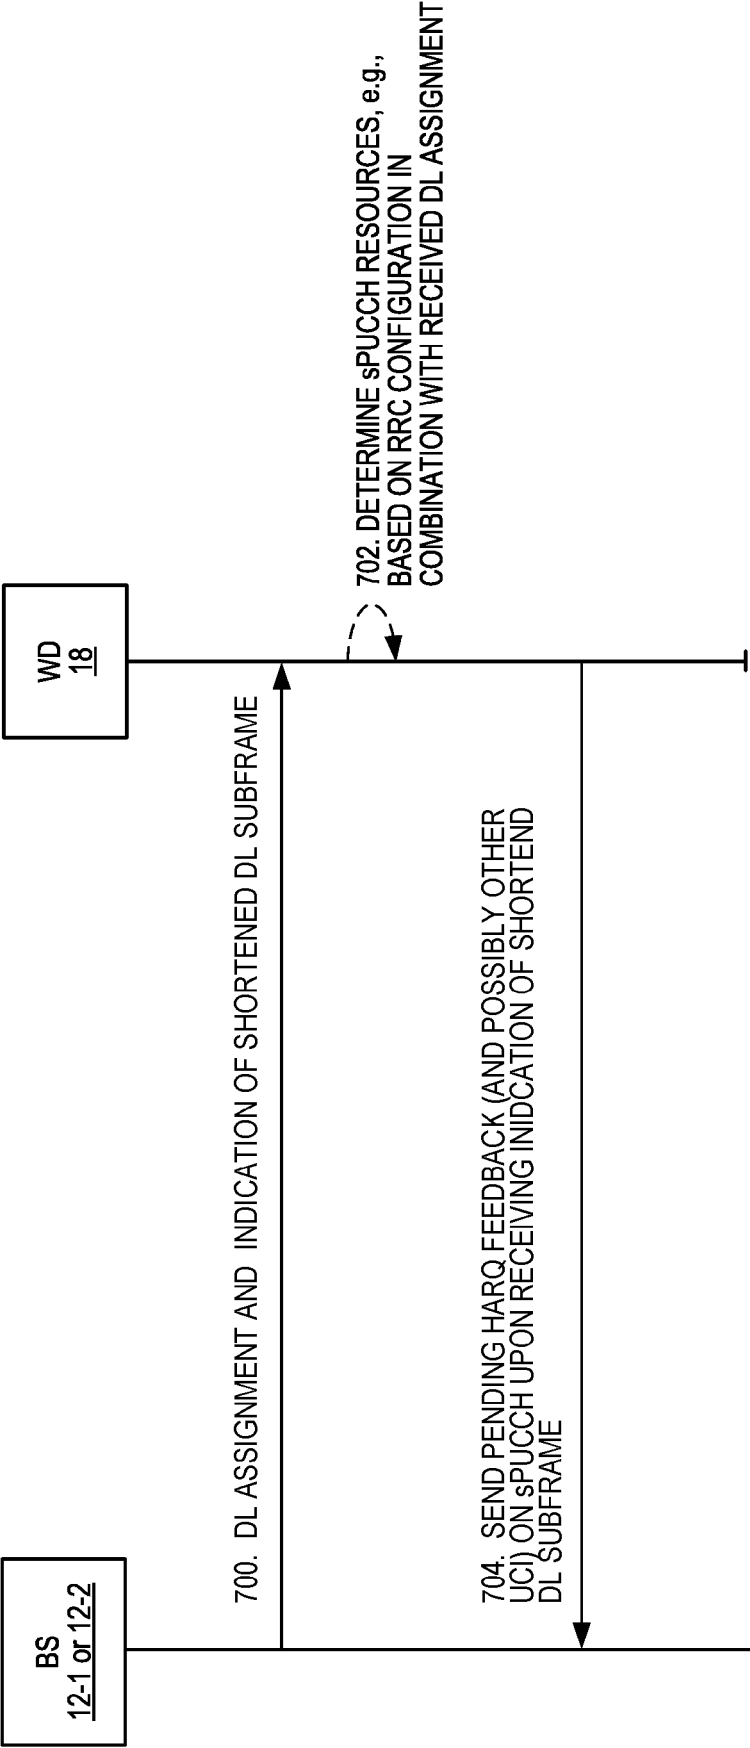 BS
12-1 or 12-2
WD
18
700. DL ASSIGNMENT AND INDICATION OF SHORTENED DL SUBFRAME
702. DETERMINE sPUCCH RESOURCES, e.g.,
BASED ON RRC CONFIGURATION IN
COMBINATION WITH RECEIVED DL ASSIGNMENT
704. SEND PENDING HARQ FEEDBACK (AND POSSIBLY OTHER
UCI) ON sPUCCH UPON RECEIVING INIDCATION OF SHORTEND
DL SUBFRAME